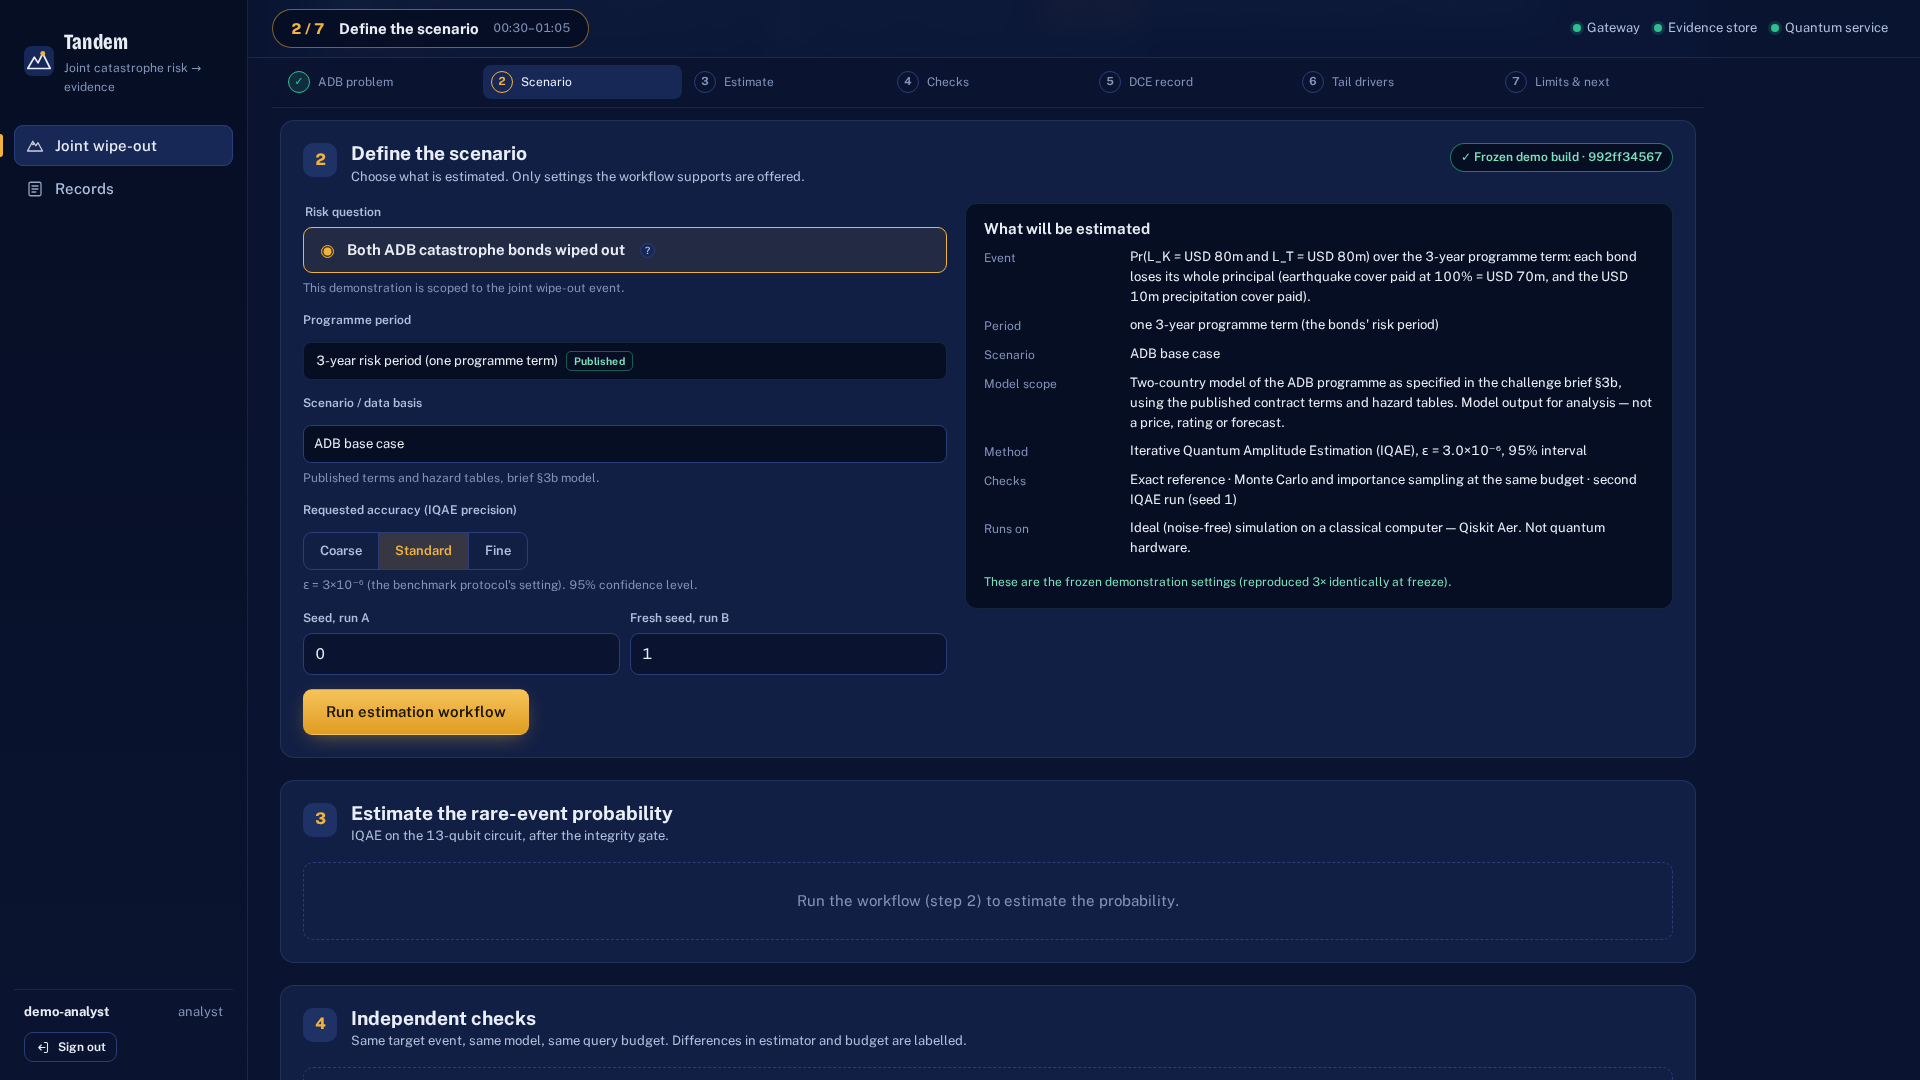 Tandem
Joint catastrophe risk →
evidence
Joint wipe-out
Records
demo-analyst
analyst
Sign out
2 / 7 Define the scenario 00:30–01:05
Gateway
Evidence store
Quantum service
✓ ADB problem
2 Scenario
3 Estimate
4 Checks
5 DCE record
6 Tail drivers
7 Limits & next
2 Define the scenario
Choose what is estimated. Only settings the workflow supports are offered.
✓ Frozen demo build · 992ff34567
Risk question
Both ADB catastrophe bonds wiped out ?
This demonstration is scoped to the joint wipe-out event.
Programme period
3-year risk period (one programme term) Published
Scenario / data basis
ADB base case
Published terms and hazard tables, brief §3b model.
Requested accuracy (IQAE precision)
Coarse Standard Fine
ε = 3×10⁻⁶ (the benchmark protocol's setting). 95% confidence level.
Seed, run A
0
Fresh seed, run B
1
Run estimation workflow
What will be estimated
Event
Pr(L_K = USD 80m and L_T = USD 80m) over the 3-year programme term: each bond
loses its whole principal (earthquake cover paid at 100% = USD 70m, and the USD
10m precipitation cover paid).
Period
one 3-year programme term (the bonds' risk period)
Scenario
ADB base case
Model scope
Two-country model of the ADB programme as specified in the challenge brief §3b,
using the published contract terms and hazard tables. Model output for analysis — not
a price, rating or forecast.
Method
Iterative Quantum Amplitude Estimation (IQAE), ε = 3.0×10⁻⁶, 95% interval
Checks
Exact reference · Monte Carlo and importance sampling at the same budget · second
IQAE run (seed 1)
Runs on
Ideal (noise-free) simulation on a classical computer — Qiskit Aer. Not quantum
hardware.
These are the frozen demonstration settings (reproduced 3× identically at freeze).
3 Estimate the rare-event probability
IQAE on the 13-qubit circuit, after the integrity gate.
Run the workflow (step 2) to estimate the probability.
4 Independent checks
Same target event, same model, same query budget. Differences in estimator and budget are labelled.